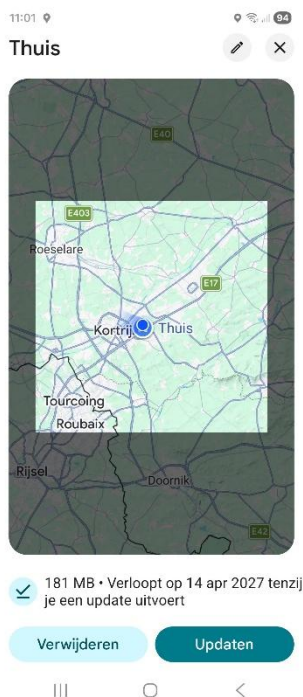 11:01
94
Thuis
E40
E403
Roeselare
E17
Kortrij
Thuis
Tourcoing
Roubaix
Rijsel
Doornik
E42
181 MB • Verloopt op 14 apr 2027 tenzij
je een update uitvoert
Verwijderen
Updaten